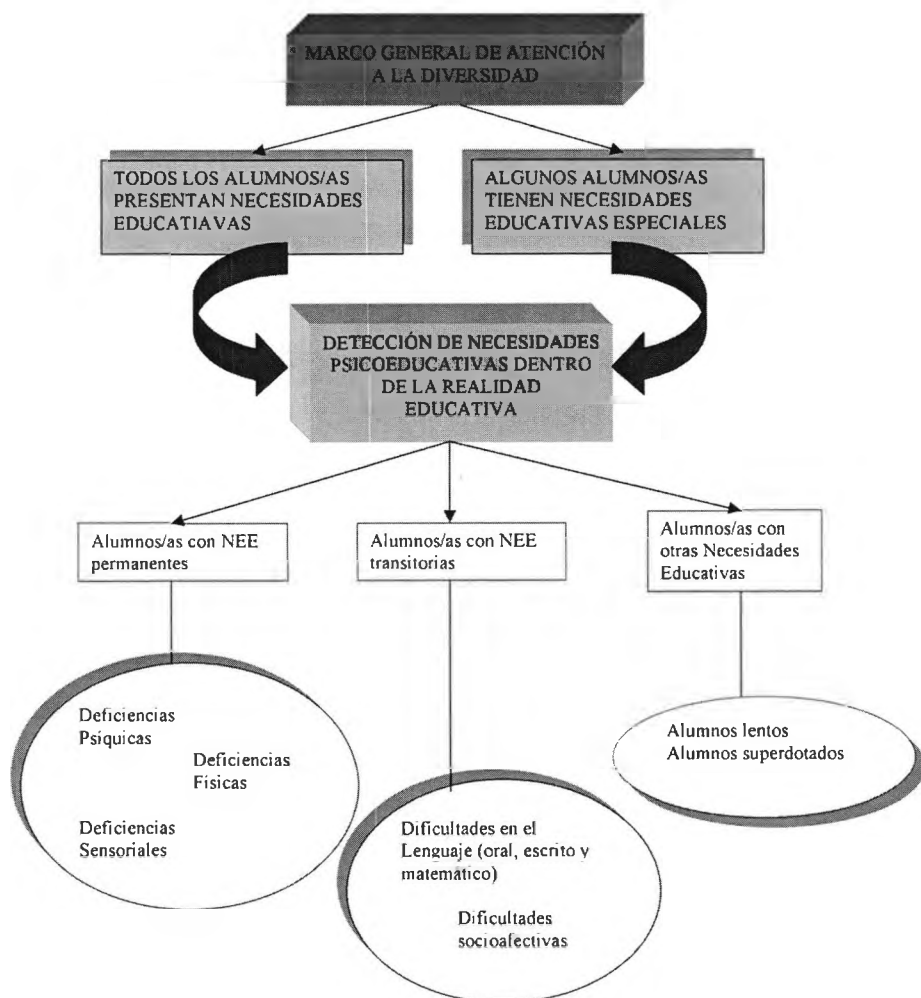 * MARCO GENERAL DE ATENCIÓN
A LA DIVERSIDAD
TODOS LOS ALUMNOS/AS
PRESENTAN NECESIDADES
EDUCATIAVAS
ALGUNOS ALUMNOS/AS
TIENEN NECESIDADES
EDUCATIVAS ESPECIALES
DETECCIÓN DE NECESIDADES
PSICOEDUCATIVAS DENTRO
DE LA REALIDAD
EDUCATIVA
Alumnos/as con NEE
permanentes
Alumnos/as con NEE
transitorias
Alumnos/as con
otras Necesidades
Educativas
Deficiencias
Psíquicas
Deficiencias
Físicas
Deficiencias
Sensoriales
Dificultades en el
Lenguaje (oral, escrito y
matemático)
Dificultades
socioafectivas
Alumnos lentos
Alumnos superdotados